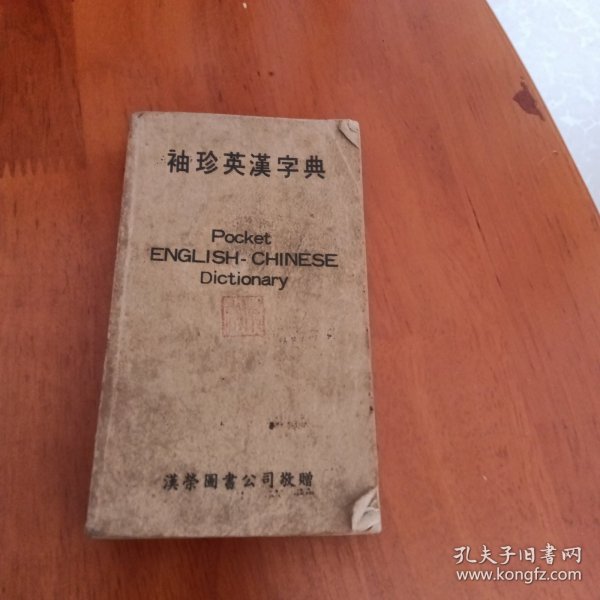 袖珍英漢字典
Pocket
ENGLISH-CHINESE
Dictionary
漢榮圖書公司敬贈
孔夫子旧书网
www.kongfz.com